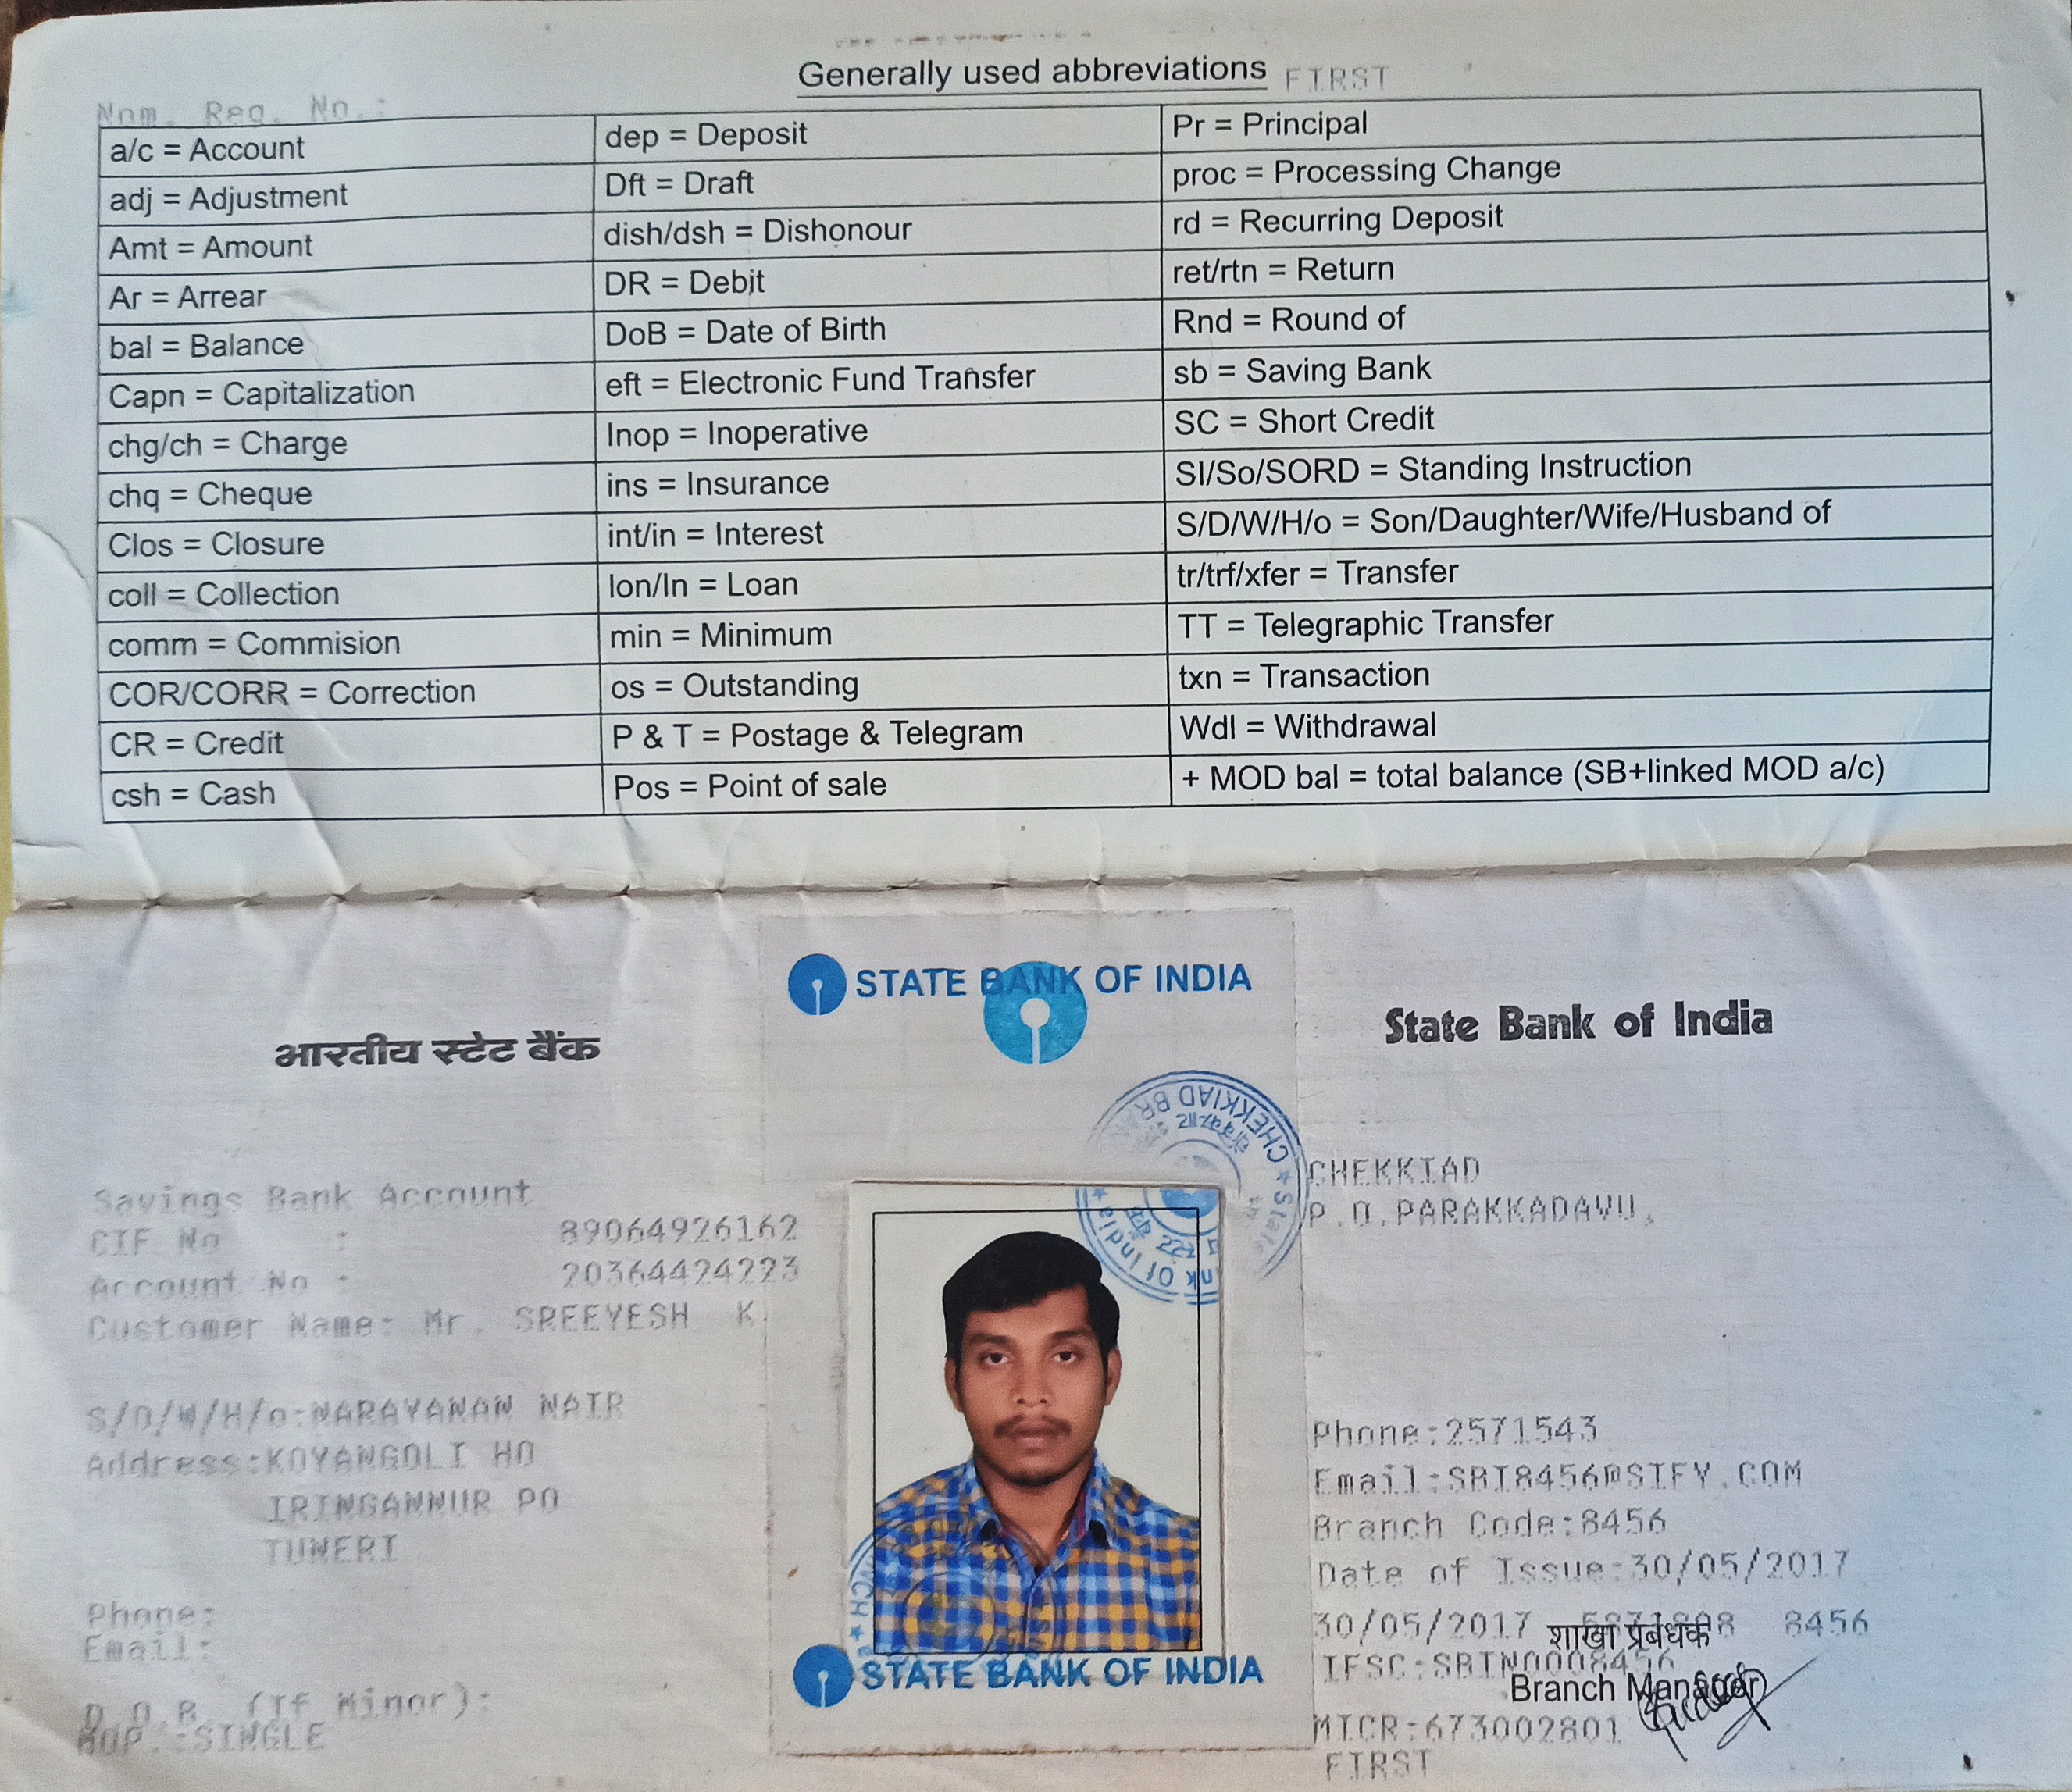 Generally used abbreviations FIRST
Nom. Reg. No.:
a/c = Account
adj = Adjustment
Amt = Amount
Ar = Arrear
bal = Balance
Capn = Capitalization
chg/ch = Charge
chq = Cheque
Clos = Closure
coll = Collection
comm = Commision
COR/CORR = Correction
CR = Credit
csh = Cash
dep = Deposit
Dft = Draft
dish/dsh = Dishonour
DR = Debit
DoB = Date of Birth
eft = Electronic Fund Transfer
Inop = Inoperative
ins = Insurance
int/in = Interest
lon/ln = Loan
min = Minimum
os = Outstanding
P & T = Postage & Telegram
Pos = Point of sale
Pr = Principal
proc = Processing Change
rd = Recurring Deposit
ret/rtn = Return
Rnd = Round of
sb = Saving Bank
SC = Short Credit
SI/So/SORD = Standing Instruction
S/D/W/H/o = Son/Daughter/Wife/Husband of
tr/trf/xfer = Transfer
TT = Telegraphic Transfer
txn = Transaction
Wdl = Withdrawal
+ MOD bal = total balance (SB+linked MOD a/c)
STATE BANK OF INDIA
भारतीय स्टेट बैंक
State Bank of India
Savings Bank Account
CIF No : 89064926162
Account No : 20364424223
Customer Name: Mr. SREEYESH K
S/D/W/H/o:NARAYANAN NAIR
Address:KOYANGOLI HO
IRINGANNUR PO
TUNERI
Phone:
Email:
D.O.B. (If Minor):
MOP.:SINGLE
CHEKKIAD BR
State
nk Of India
STATE BANK OF INDIA
CHEKKIAD
P.O.PARAKKADAVU,
Phone:2571543
Email:SBI8456@SIFY.COM
Branch Code:8456
Date of Issue:30/05/2017
30/05/2017 8456
शाखा प्रबंधक
IFSC:SBIN0008456
Branch Manager
MICR:673002801
FIRST